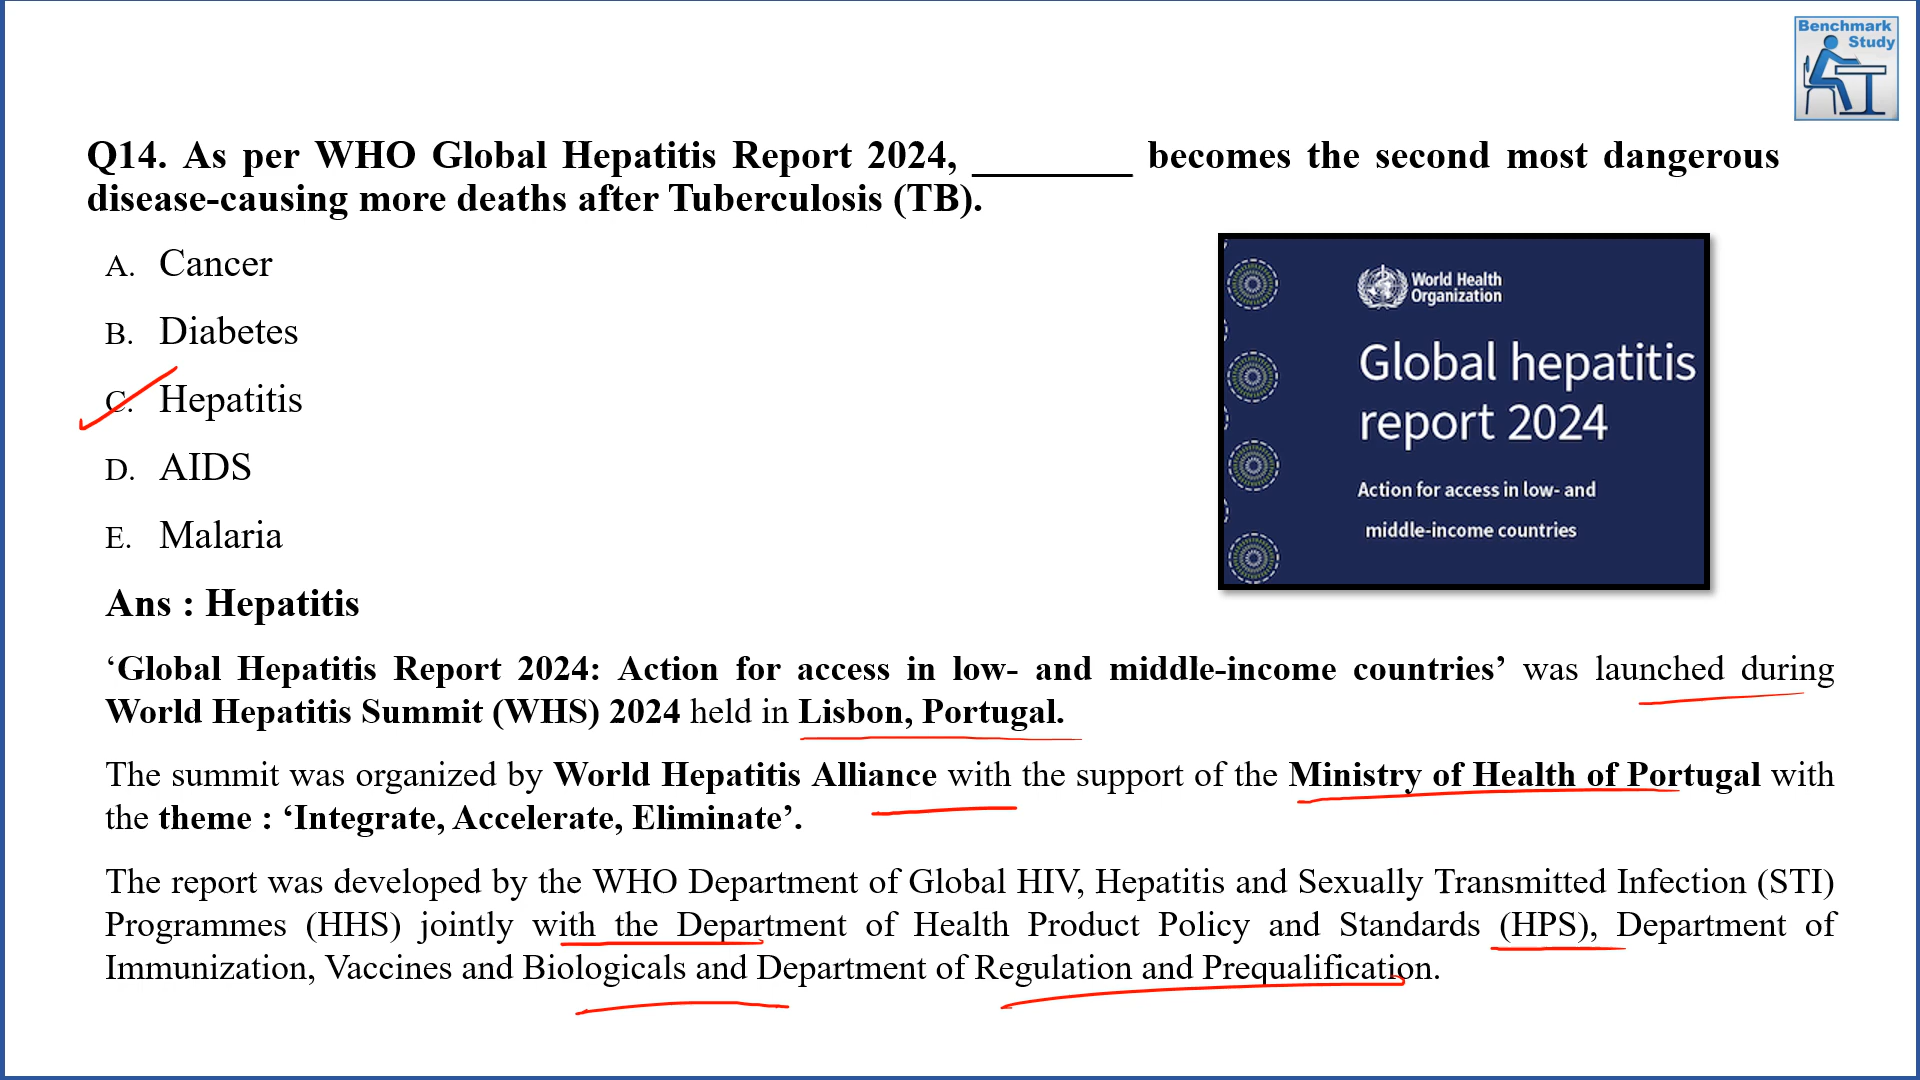 Benchmark
Study
Q14. As per WHO Global Hepatitis Report 2024, ________ becomes the second most dangerous
disease-causing more deaths after Tuberculosis (TB).
A. Cancer
B. Diabetes
C. Hepatitis
D. AIDS
E. Malaria
World Health
Organization
Global hepatitis
report 2024
Action for access in low- and
middle-income countries
Ans : Hepatitis
‘Global Hepatitis Report 2024: Action for access in low- and middle-income countries’ was launched during
World Hepatitis Summit (WHS) 2024 held in Lisbon, Portugal.
The summit was organized by World Hepatitis Alliance with the support of the Ministry of Health of Portugal with
the theme : ‘Integrate, Accelerate, Eliminate’.
The report was developed by the WHO Department of Global HIV, Hepatitis and Sexually Transmitted Infection (STI)
Programmes (HHS) jointly with the Department of Health Product Policy and Standards (HPS), Department of
Immunization, Vaccines and Biologicals and Department of Regulation and Prequalification.